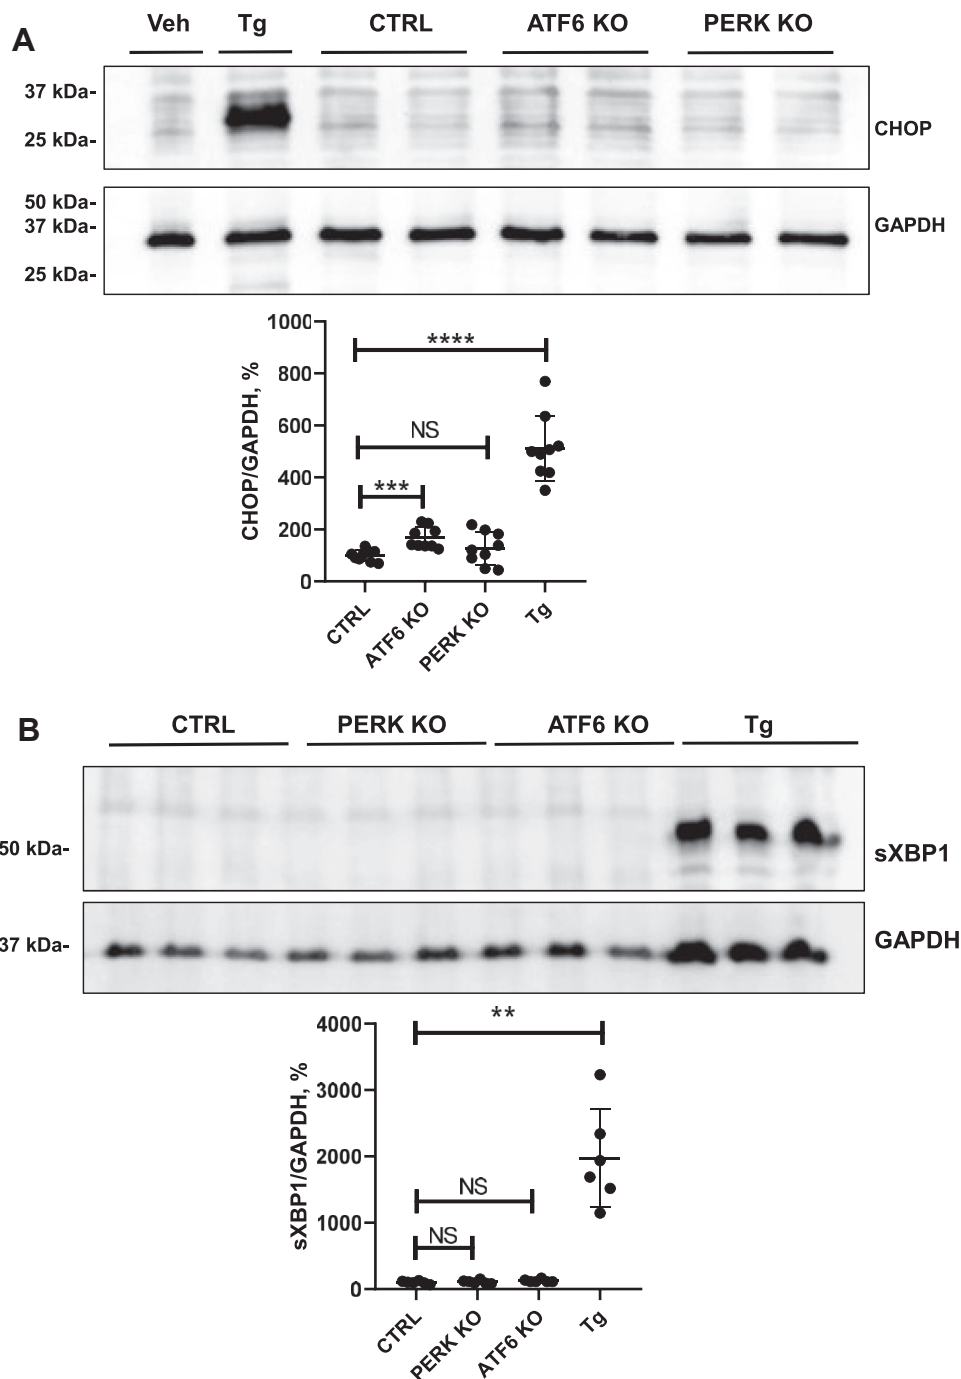 A
Veh Tg CTRL ATF6 KO PERK KO
37 kDa-
25 kDa-
CHOP
50 kDa-
37 kDa-
25 kDa-
GAPDH
CHOP/GAPDH, %
1000
800
600
400
200
0
****
NS
***
CTRL
ATF6 KO
PERK KO
Tg
B
CTRL PERK KO ATF6 KO Tg
50 kDa-
sXBP1
37 kDa-
GAPDH
sXBP1/GAPDH, %
4000
3000
2000
1000
0
**
NS
NS
CTRL
PERK KO
ATF6 KO
Tg